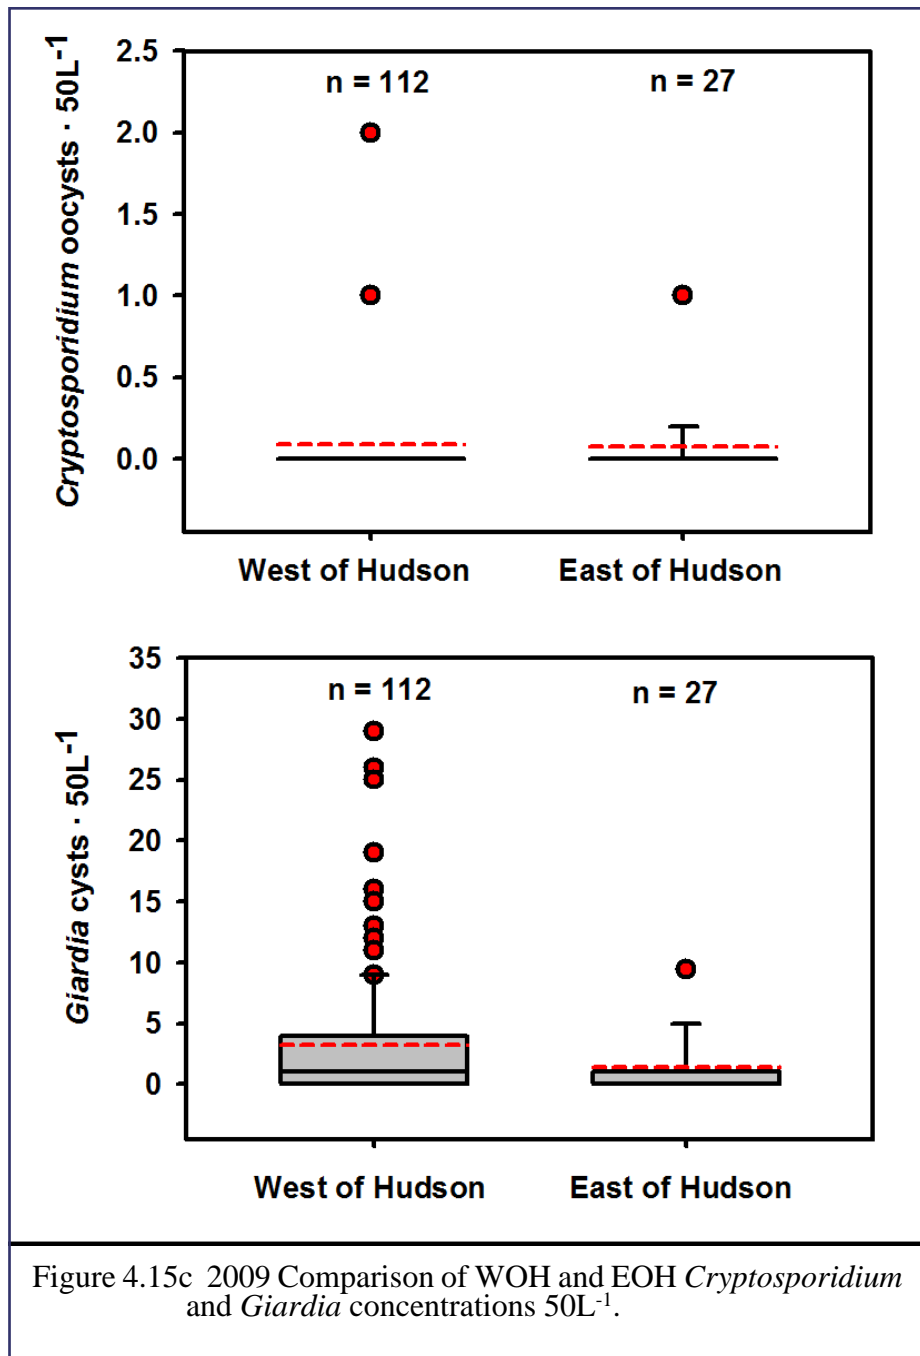 Cryptosporidium oocysts · 50L-1
2.5
2.0
1.5
1.0
0.5
0.0
n = 112
n = 27
West of Hudson
East of Hudson
Giardia cysts · 50L-1
35
30
25
20
15
10
5
0
n = 112
n = 27
West of Hudson
East of Hudson
Figure 4.15c 2009 Comparison of WOH and EOH Cryptosporidium
and Giardia concentrations 50L-1.